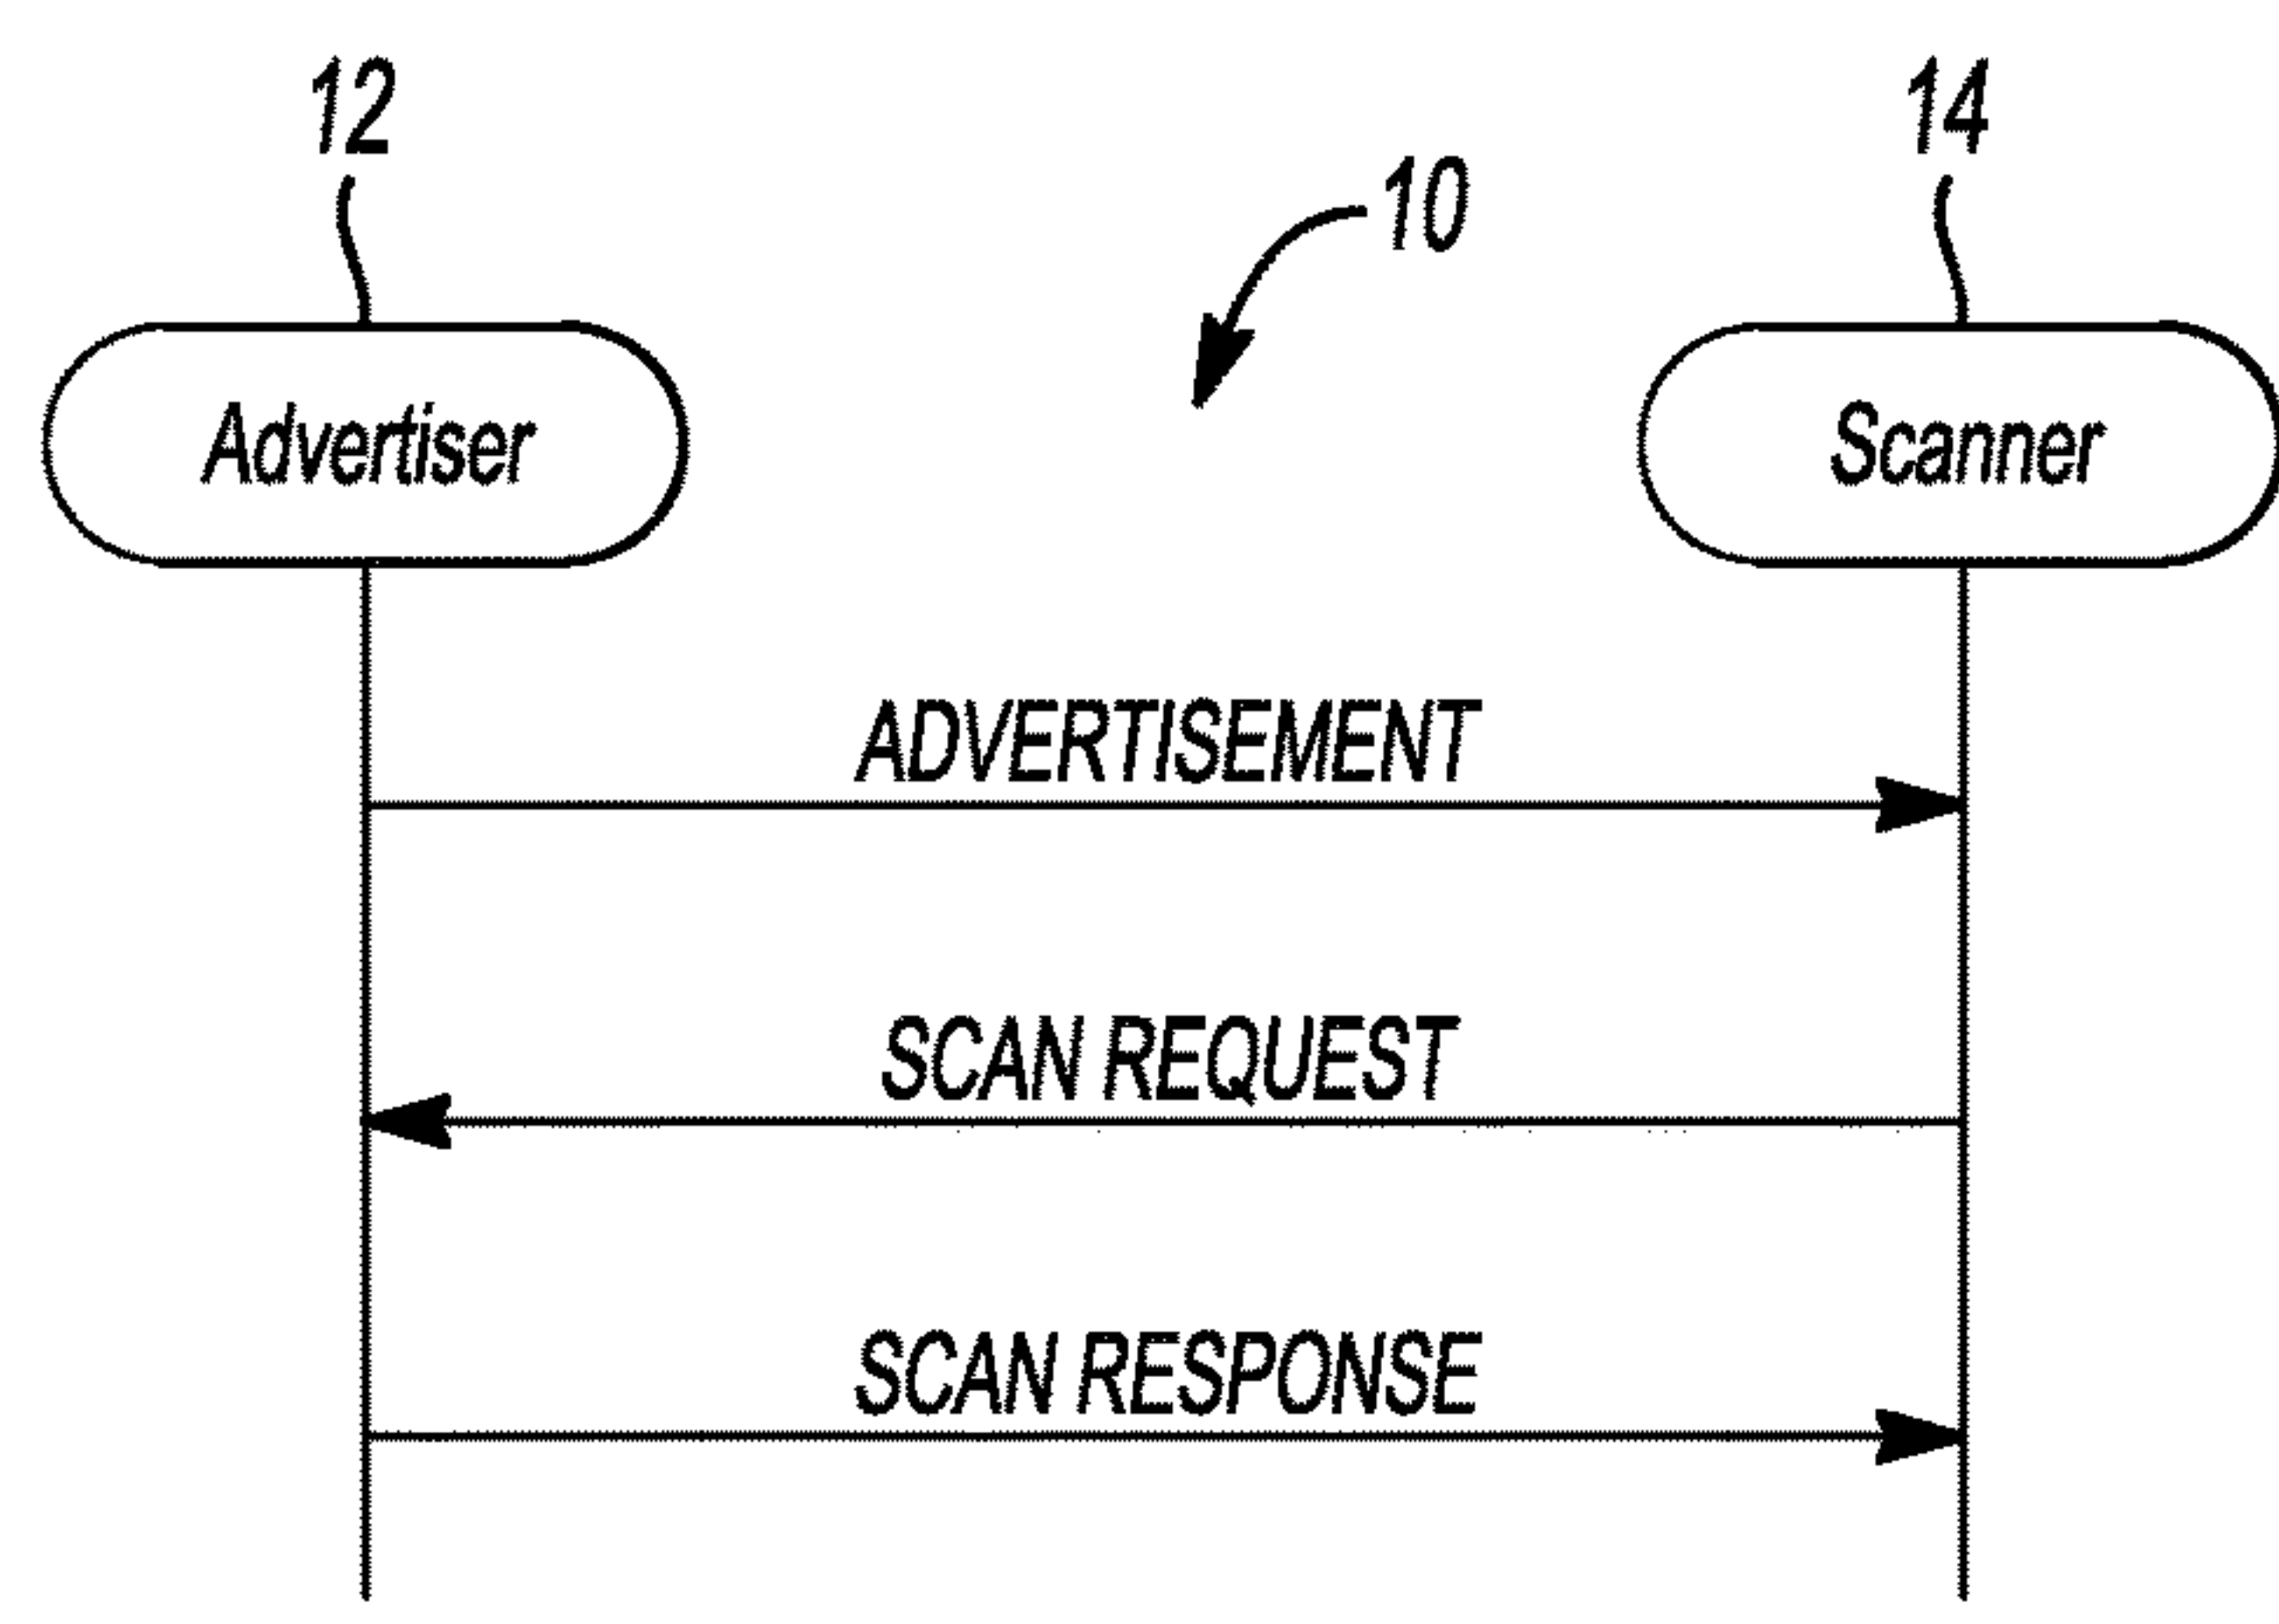 12
14
10
Advertiser
Scanner
ADVERTISEMENT
SCAN REQUEST
SCAN RESPONSE